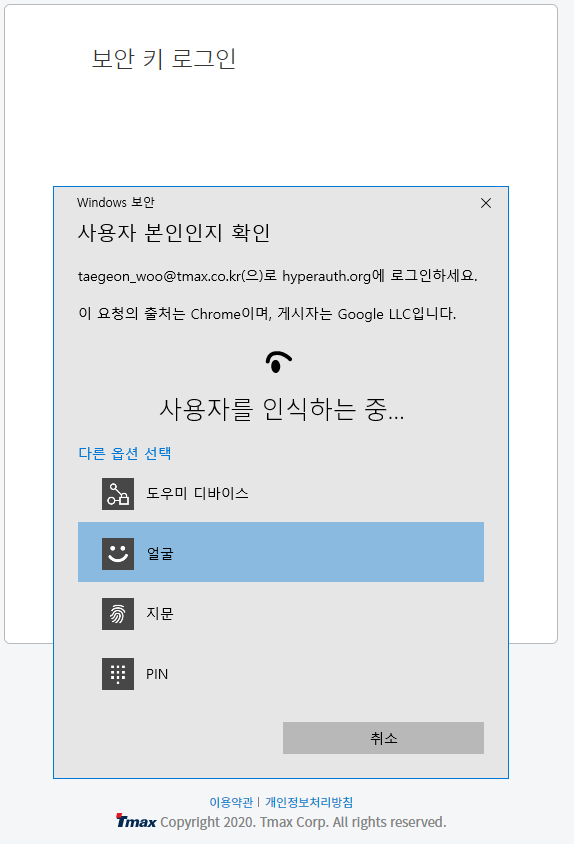 보안 키 로그인
Windows 보안
사용자 본인인지 확인
taegeon_woo@tmax.co.kr(으)로 hyperauth.org에 로그인하세요.
이 요청의 출처는 Chrome이며, 게시자는 Google LLC입니다.
사용자를 인식하는 중...
다른 옵션 선택
도우미 디바이스
얼굴
지문
PIN
취소
이용약관 | 개인정보처리방침
Tmax Copyright 2020. Tmax Corp. All rights reserved.